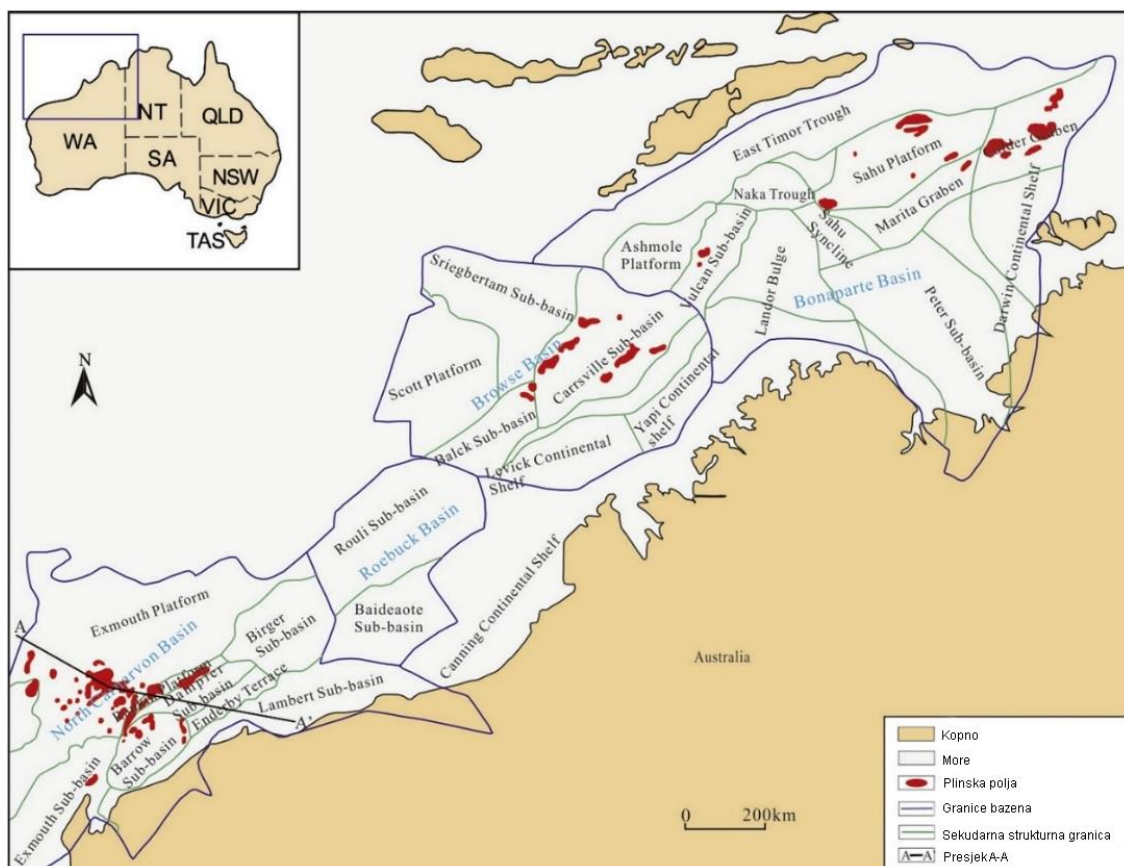 NT
QLD
WA
SA
NSW
VIC
TAS
N
East Timor Trough
Sahu Platform
Graben
Naka Trough
Marita Graben
Sahu
Syncline
Ashmole
Platform
Vulcan Sub-basin
Landor Bulge
Bonaparte Basin
Peter Sub-basin
Darwin Continental Shelf
Sriegbertam Sub-basin
Scott Platform
Browse Basin
Carrsville Sub-basin
Balck Sub-basin
Yapi Continental
shelf
Lovick Continental
Shelf
Rouli Sub-basin
Roebuck Basin
Baideaote
Sub-basin
Canning Continental Shelf
Exmouth Platform
Birger
Sub-basin
A
North Carnarvon Basin
Platform
Dampier
Sub-basin
Enderby Terrace
Lambert Sub-basin
A'
Barrow
Sub-basin
Exmouth Sub-basin
Australia
0 200km
Kopno
More
Plinska polja
Granice bazena
Sekudarna strukturna granica
A A' Presjek A-A